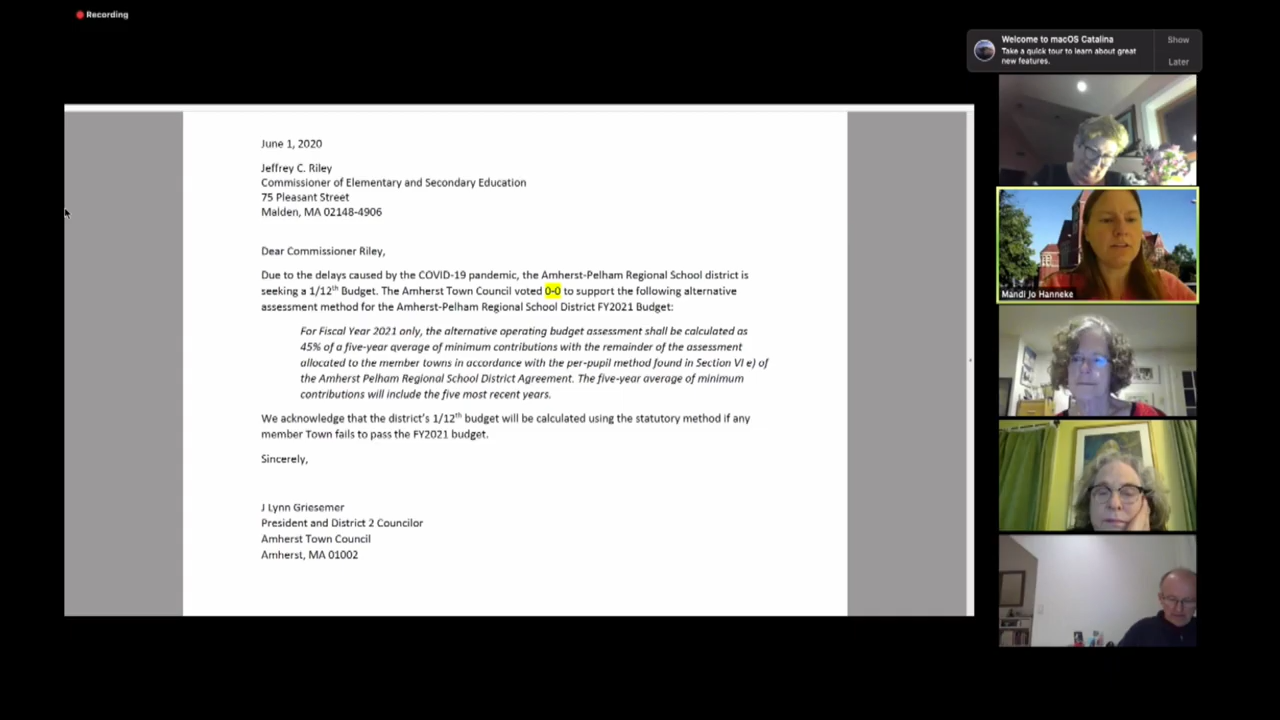 Recording
Welcome to macOS Catalina
Take a quick tour to learn about great
new features.
Show
Later
June 1, 2020
Jeffrey C. Riley
Commissioner of Elementary and Secondary Education
75 Pleasant Street
Malden, MA 02148-4906
Dear Commissioner Riley,
Due to the delays caused by the COVID-19 pandemic, the Amherst-Pelham Regional School district is
seeking a 1/12th Budget. The Amherst Town Council voted 0-0 to support the following alternative
assessment method for the Amherst-Pelham Regional School District FY2021 Budget:
For Fiscal Year 2021 only, the alternative operating budget assessment shall be calculated as
45% of a five-year average of minimum contributions with the remainder of the assessment
allocated to the member towns in accordance with the per-pupil method found in Section VI e) of
the Amherst Pelham Regional School District Agreement. The five-year average of minimum
contributions will include the five most recent years.
We acknowledge that the district's 1/12th budget will be calculated using the statutory method if any
member Town fails to pass the FY2021 budget.
Sincerely,
J Lynn Griesemer
President and District 2 Councilor
Amherst Town Council
Amherst, MA 01002
Mandi Jo Hanneke